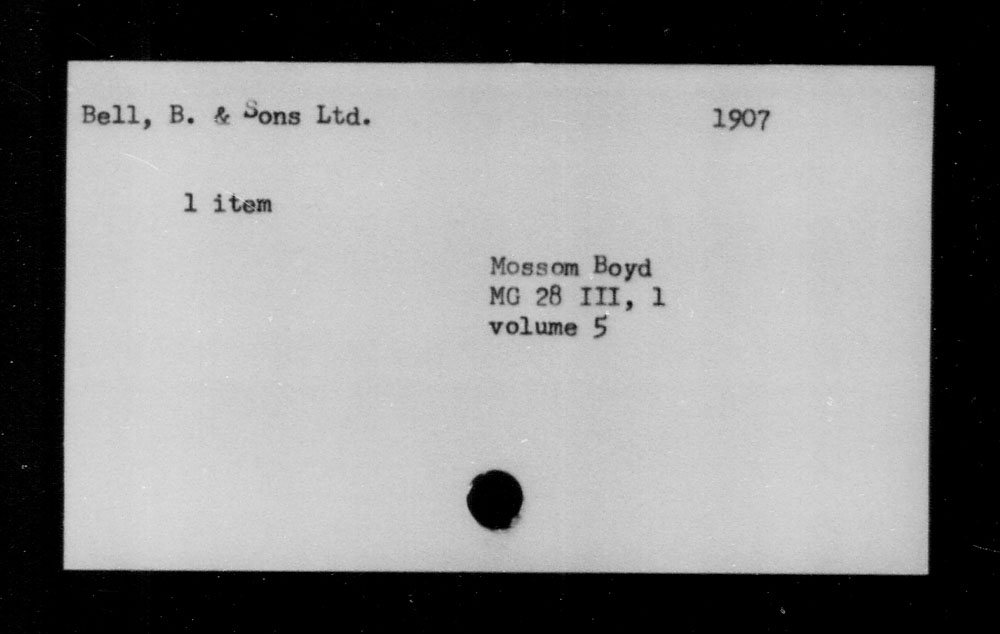 Bell, B. & Sons Ltd. 1907
1 item
Mossom Boyd
MG 28 III, 1
volume 5